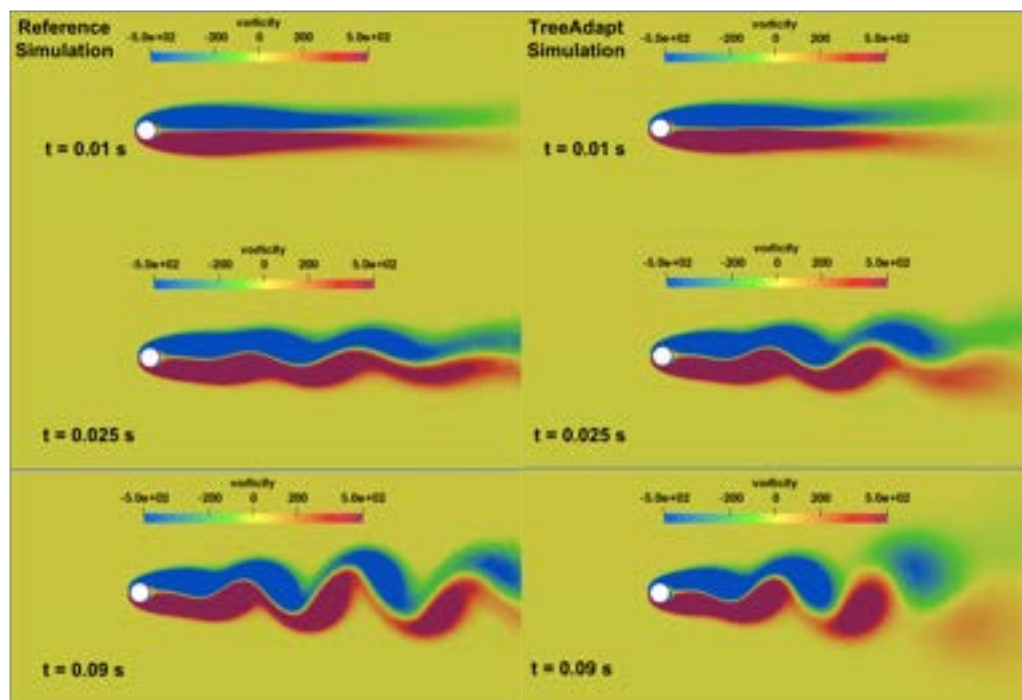 Reference
Simulation
vorticity
-5.0e+02 -200 0 200 5.0e+02
t = 0.01 s
TreeAdapt
Simulation
vorticity
-5.0e+02 -200 0 200 5.0e+02
t = 0.01 s
vorticity
-5.0e+02 -200 0 200 5.0e+02
t = 0.025 s
vorticity
-5.0e+02 -200 0 200 5.0e+02
t = 0.025 s
vorticity
-5.0e+02 -200 0 200 5.0e+02
t = 0.09 s
vorticity
-5.0e+02 -200 0 200 5.0e+02
t = 0.09 s